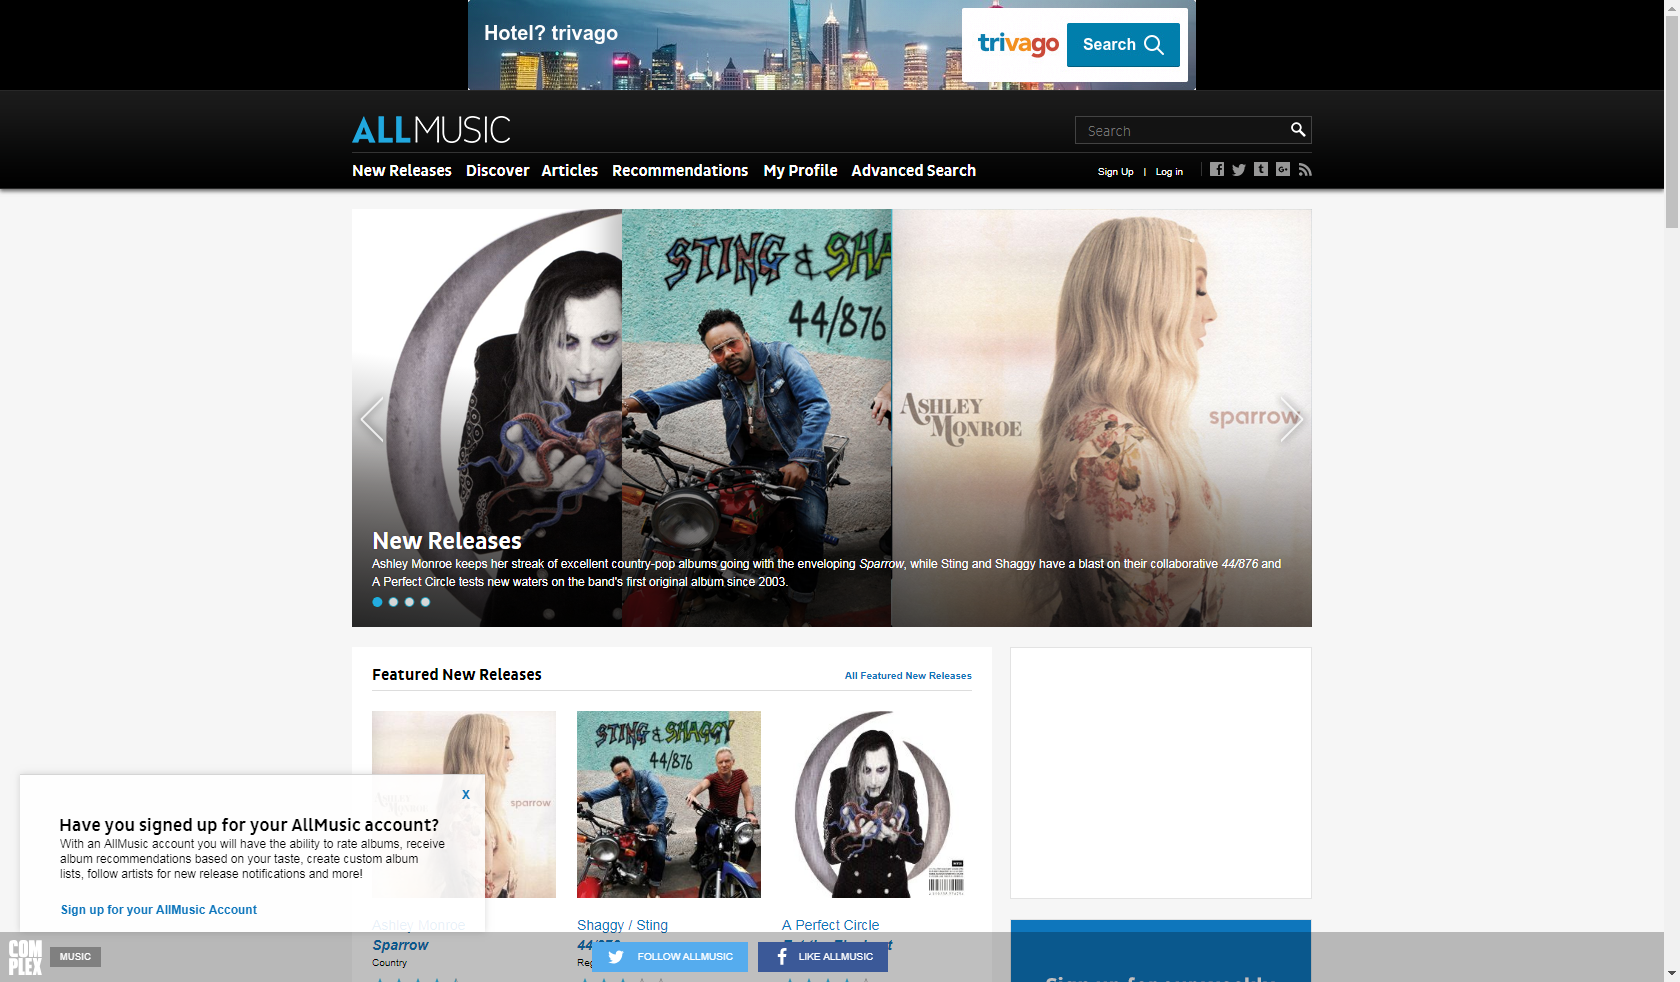 Hotel? trivago
trivago
Search
ALLMUSIC
Search
New Releases
Discover
Articles
Recommendations
My Profile
Advanced Search
Sign Up | Log in
STING & SHA
44/876
ASHLEY
MONROE
sparrow
New Releases
Ashley Monroe keeps her streak of excellent country-pop albums going with the enveloping Sparrow, while Sting and Shaggy have a blast on their collaborative 44/876 and
A Perfect Circle tests new waters on the band's first original album since 2003.
Featured New Releases
All Featured New Releases
sparrow
STING & SHAGGY
44/876
X
Have you signed up for your AllMusic account?
With an AllMusic account you will have the ability to rate albums, receive
album recommendations based on your taste, create custom album
lists, follow artists for new release notifications and more!
Sign up for your AllMusic Account
Ashley Monroe
Sparrow
Country
Shaggy / Sting
A Perfect Circle
COM
PLEX
MUSIC
FOLLOW ALLMUSIC
LIKE ALLMUSIC